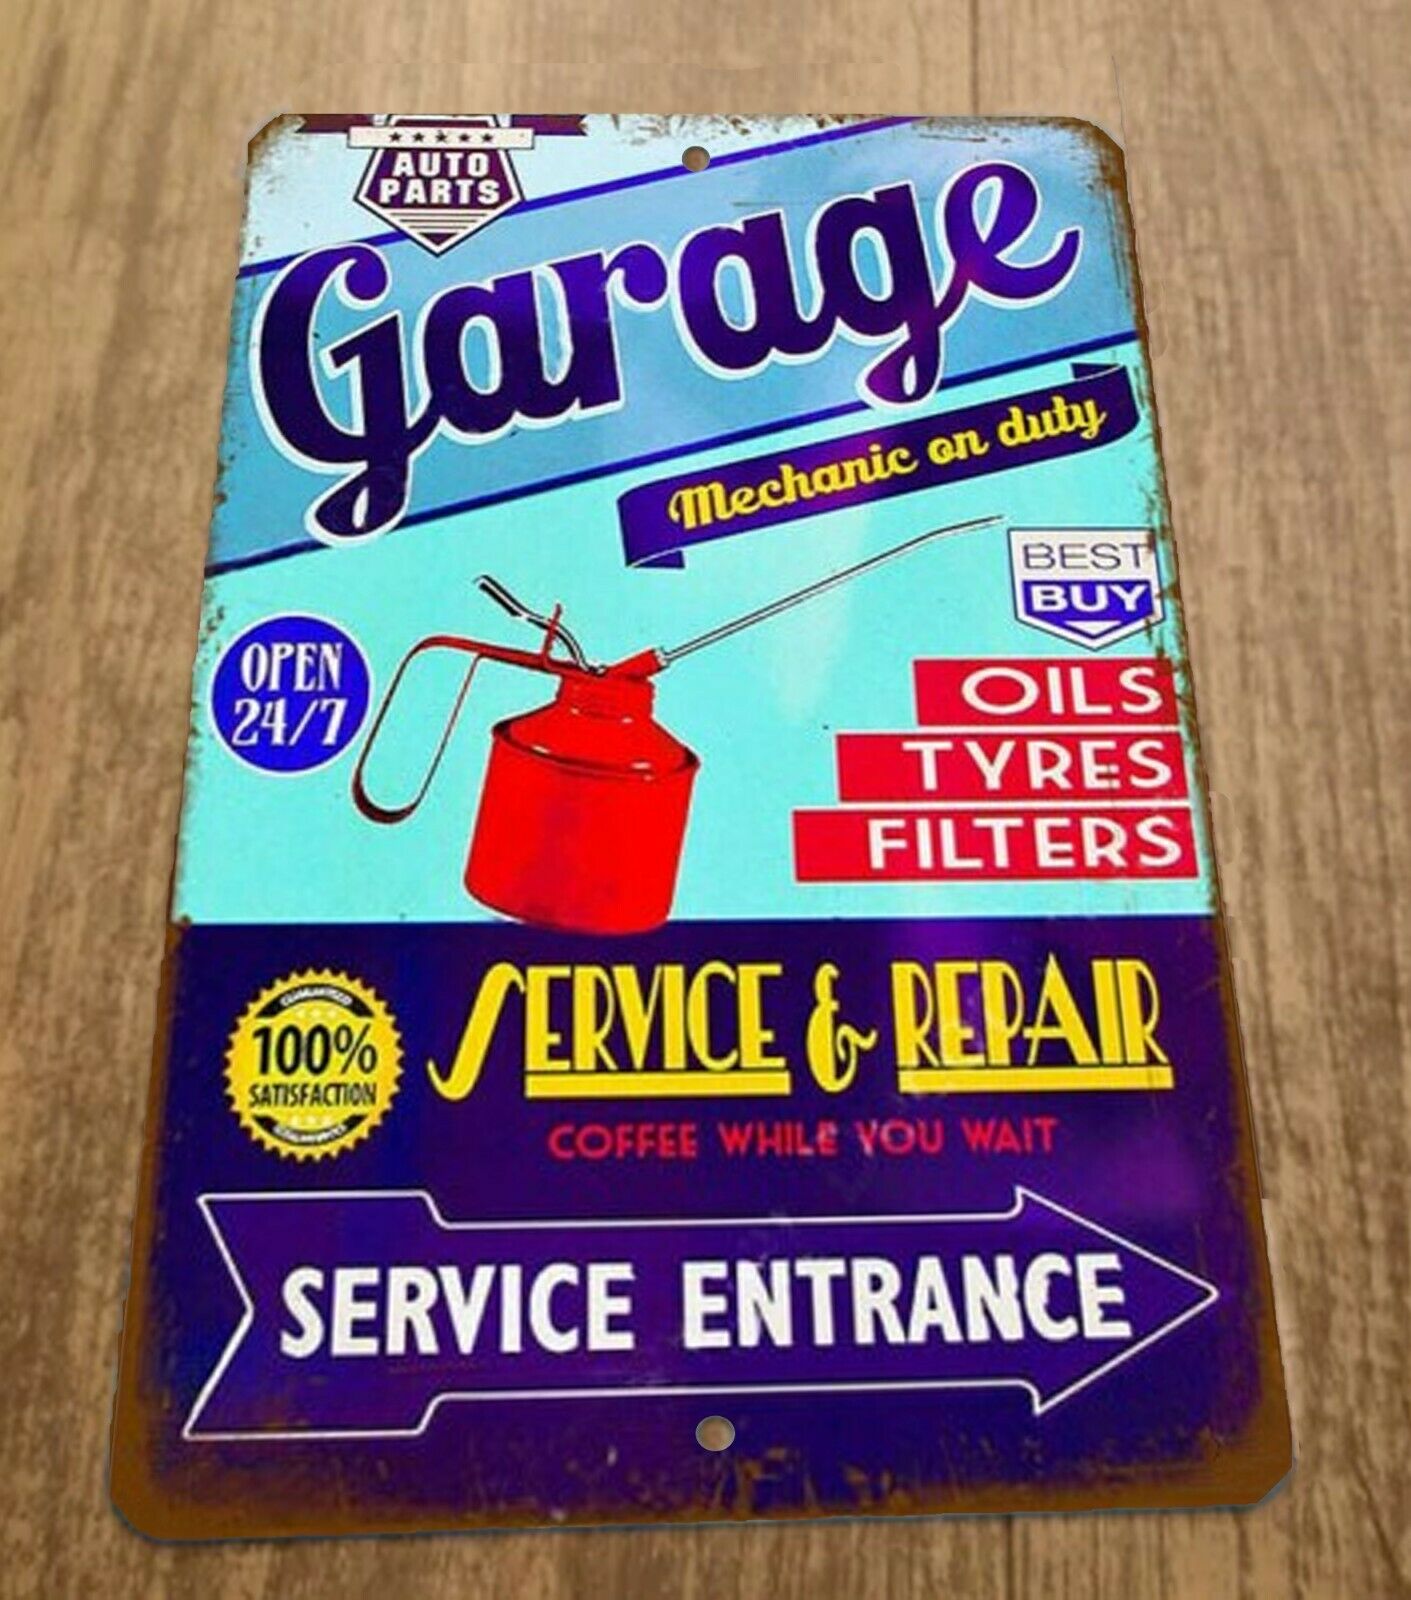 AUTO
PARTS
Garage
Mechanic on duty
BEST
BUY
OPEN
24/7
OILS
TYRES
FILTERS
SERVICE & REPAIR
GUARANTEED
100%
SATISFACTION
COFFEE WHILE YOU WAIT
SERVICE ENTRANCE